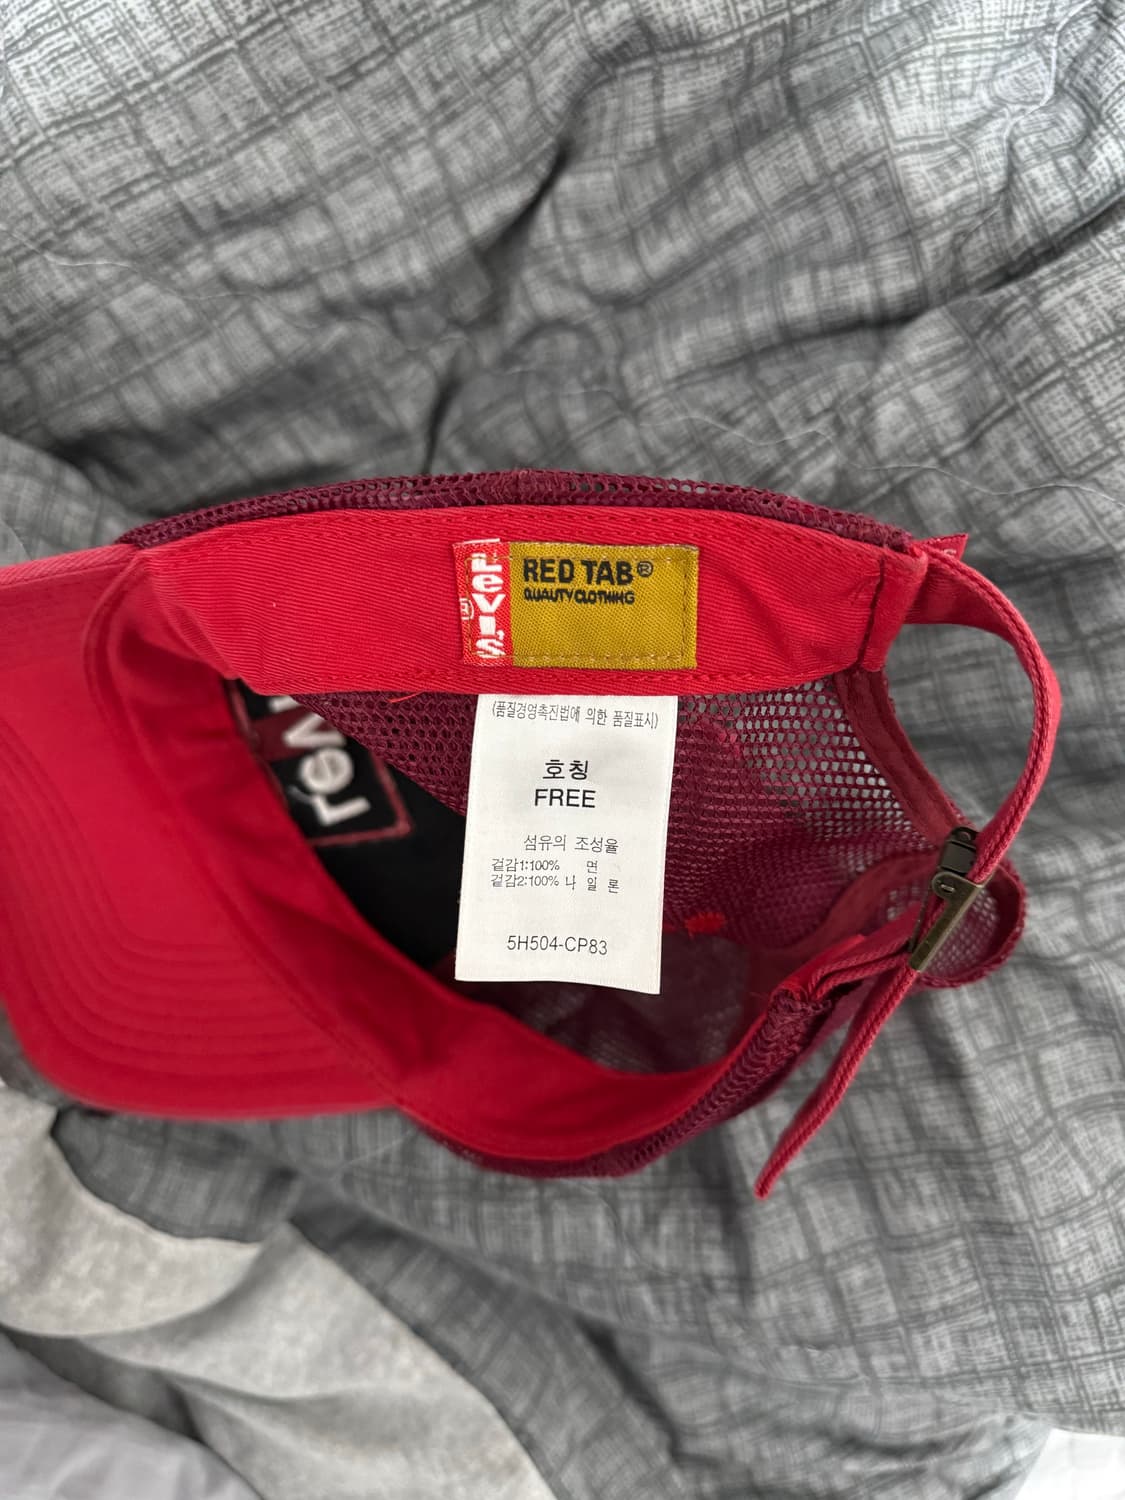 LEVI'S
®
RED TAB®
QUALITY CLOTHING
(품질경영촉진법에 의한 품질표시)
호칭
FREE
섬유의 조성율
겉감1:100% 면
겉감2:100% 나 일 론
5H504-CP83